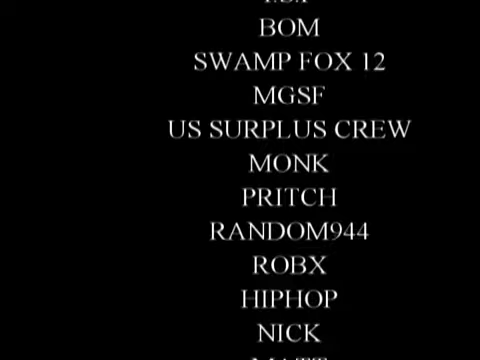 BOM
SWAMP FOX 12
MGSF
US SURPLUS CREW
MONK
PRITCH
RANDOM944
ROBX
HIPHOP
NICK